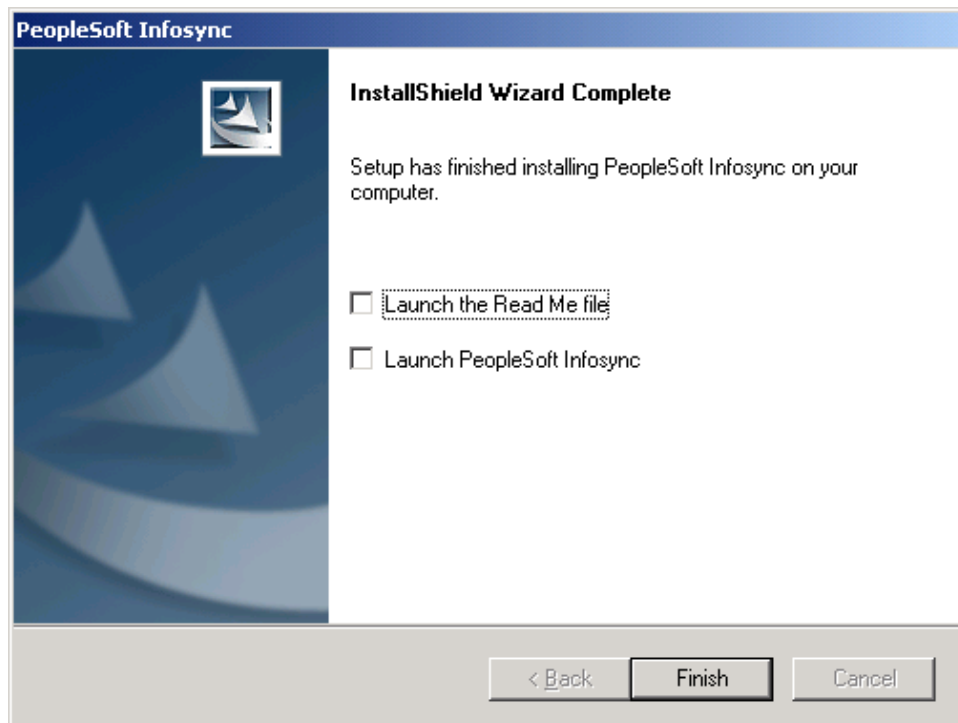 PeopleSoft Infosync
InstallShield Wizard Complete
Setup has finished installing PeopleSoft Infosync on your
computer.
Launch the Read Me file
Launch PeopleSoft Infosync
< Back Finish Cancel